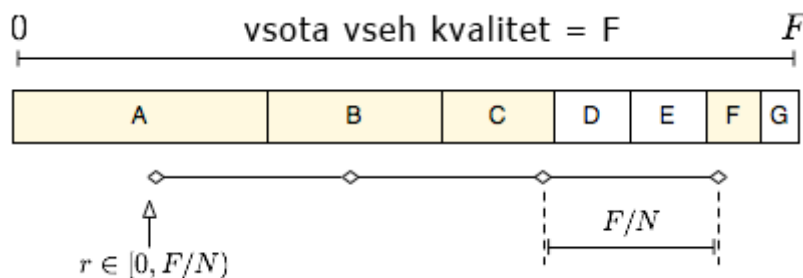 0 vsota vseh kvalitet = F F
A B C D E F G
F/N
r ∈ [0, F/N)